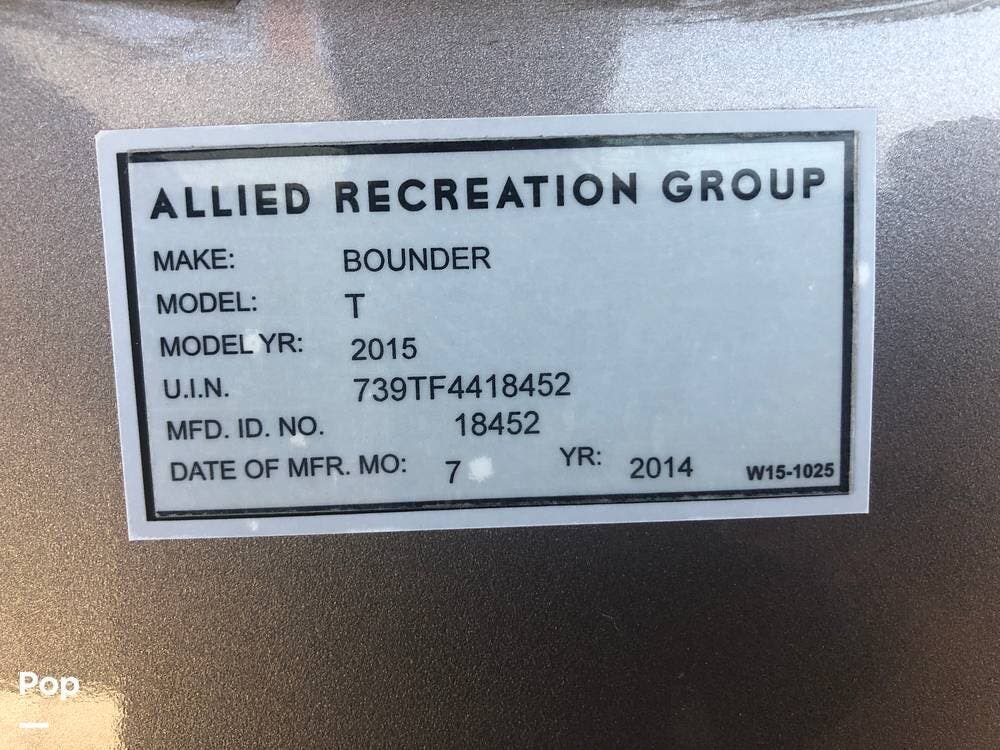 ALLIED RECREATION GROUP
MAKE: BOUNDER
MODEL: T
MODEL YR: 2015
U.I.N. 739TF4418452
MFD. ID. NO. 18452
DATE OF MFR. MO: 7 YR: 2014 W15-1025
Pop